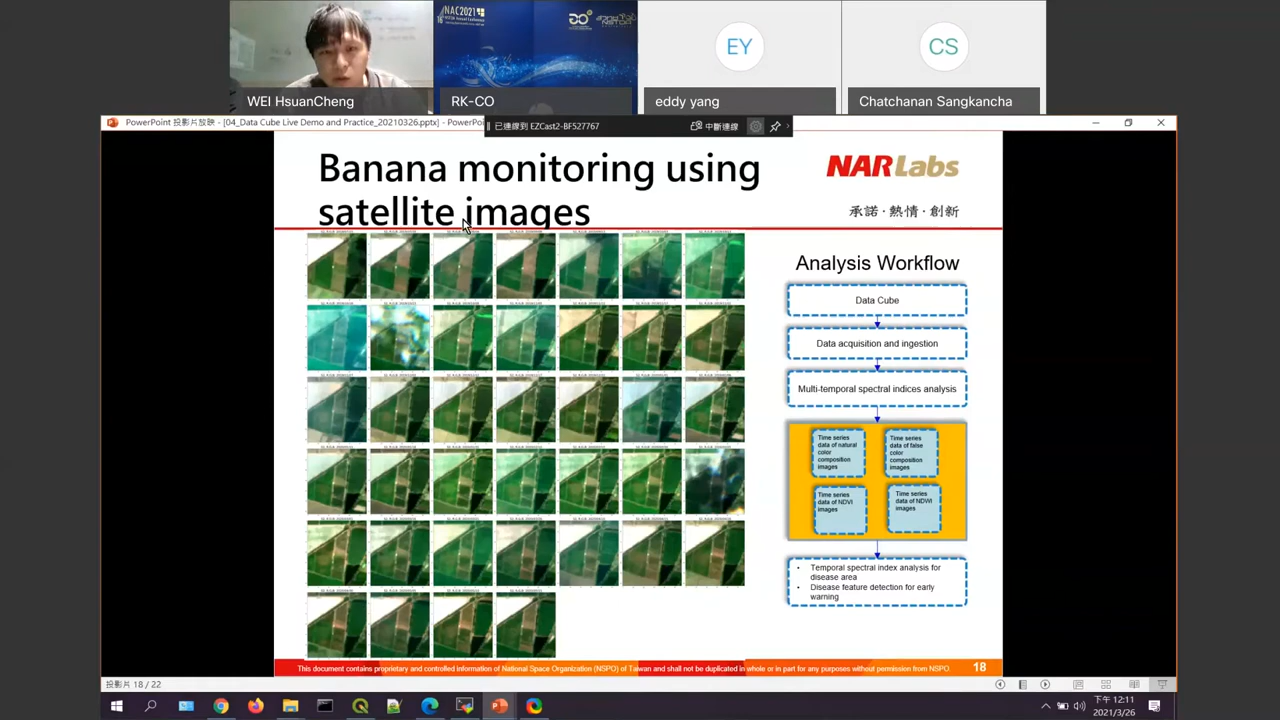 NAC2021
EY
CS
WEI HsuanCheng
RK-CO
eddy yang
Chatchanan Sangkancha
PowerPoint 投影片放映 - [04_Data Cube Live Demo and Practice_20210326.pptx] - PowerPoi
已連線到 EZCast2-BF527767
中斷連線
Banana monitoring using
satellite images
NARLabs
承諾‧熱情‧創新
Analysis Workflow
Data Cube
Data acquisition and ingestion
Multi-temporal spectral indices analysis
Time series
data of natural
color
composition
images
Time series
data of false
color
composition
images
Time series
data of NDVI
images
Time series
data of NDWI
images
• Temporal spectral index analysis for
disease area
• Disease feature detection for early
warning
This document contains proprietary and controlled information of National Space Organization (NSPO) of Taiwan and shall not be duplicated in whole or in part for any purposes without permission from NSPO.
18
投影片 18 / 22
下午 12:11
2021/3/26